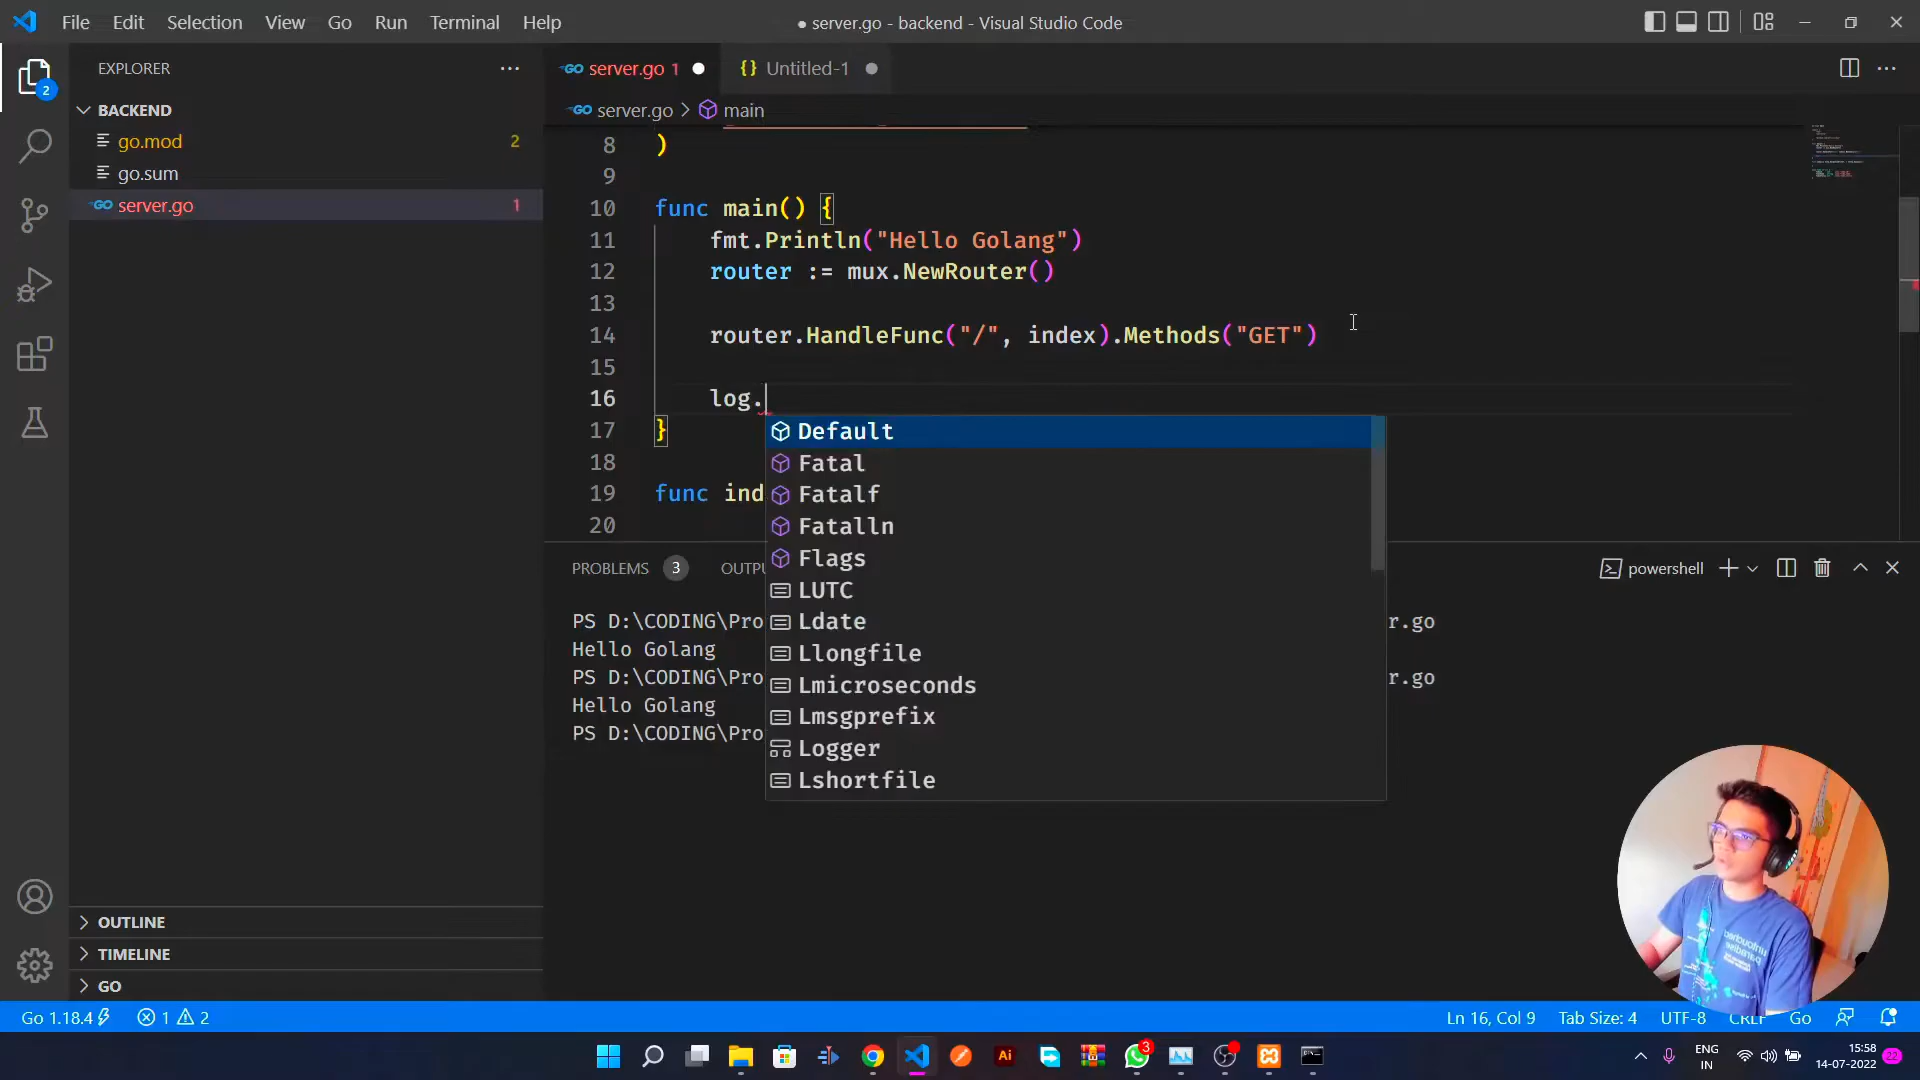 File Edit Selection View Go Run Terminal Help
● server.go - backend - Visual Studio Code
EXPLORER
2
BACKEND
go.mod 2
go.sum
server.go 1
OUTLINE
TIMELINE
GO
server.go 1
{} Untitled-1
server.go > main
8 )
9
10 func main() {
11 fmt.Println("Hello Golang")
12 router := mux.NewRouter()
13
14 router.HandleFunc("/", index).Methods("GET")
15
16 log.
17 }
18
19 func ind
20
Default
Fatal
Fatalf
Fatalln
Flags
LUTC
Ldate
Llongfile
Lmicroseconds
Lmsgprefix
Logger
Lshortfile
PROBLEMS 3 OUTPU
powershell
PS D:\CODING\Pro r.go
Hello Golang
PS D:\CODING\Pro r.go
Hello Golang
PS D:\CODING\Pro
Go 1.18.4 1 2
Ln 16, Col 9 Tab Size: 4 UTF-8 CRLF Go
Ai
3
ENG
IN
15:58
14-07-2022
22